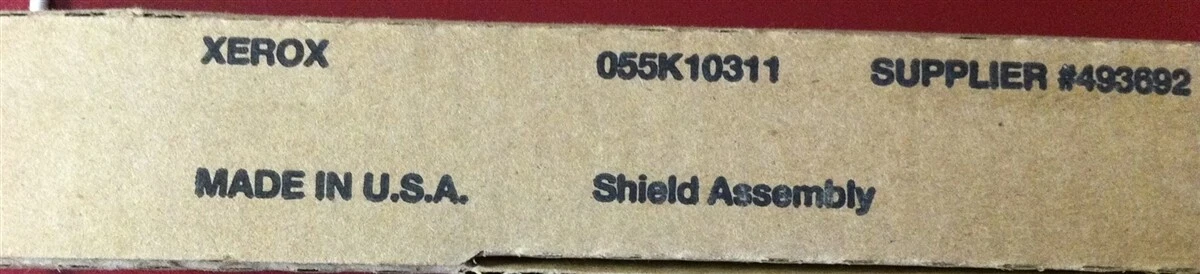 XEROX 055K10311 SUPPLIER #493692
MADE IN U.S.A. Shield Assembly